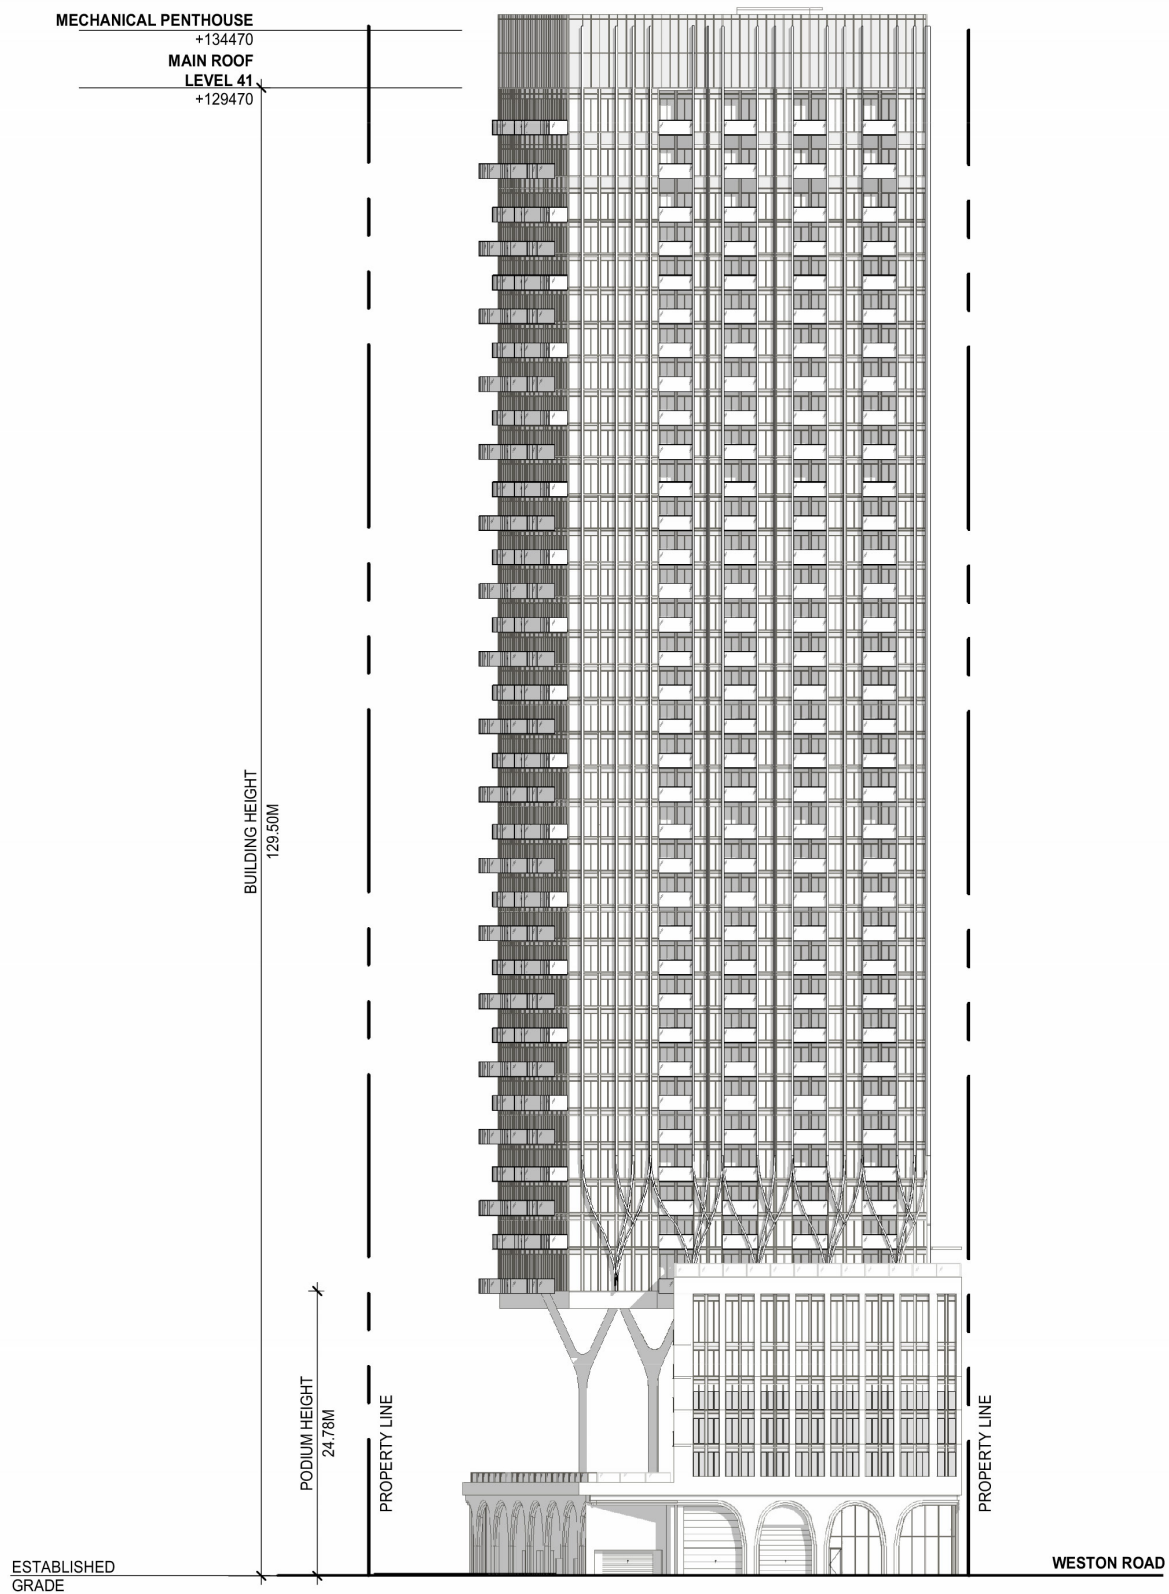 MECHANICAL PENTHOUSE
+134470
MAIN ROOF
LEVEL 41
+129470
BUILDING HEIGHT
129.50M
PODIUM HEIGHT
24.78M
PROPERTY LINE
PROPERTY LINE
ESTABLISHED
GRADE
WESTON ROAD